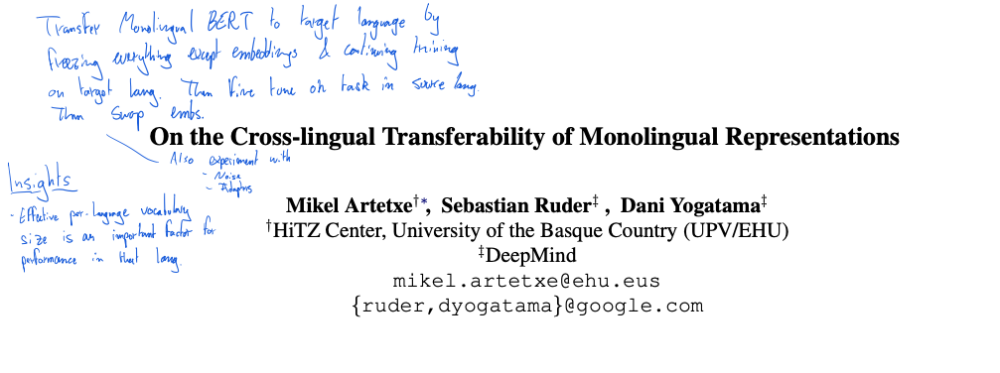 Transfer Monolingual BERT to target language by
freezing everything except embeddings & continuing training
on target lang. Then fine tune on task in source lang.
Then swap embs.
On the Cross-lingual Transferability of Monolingual Representations
Also experiment with
- Noise
- Adapters
Insights
- Effective per-language vocabulary
size is an important factor for
performance in that lang.
Mikel Artetxe†*, Sebastian Ruder‡ , Dani Yogatama‡
†HiTZ Center, University of the Basque Country (UPV/EHU)
‡DeepMind
mikel.artetxe@ehu.eus
{ruder,dyogatama}@google.com